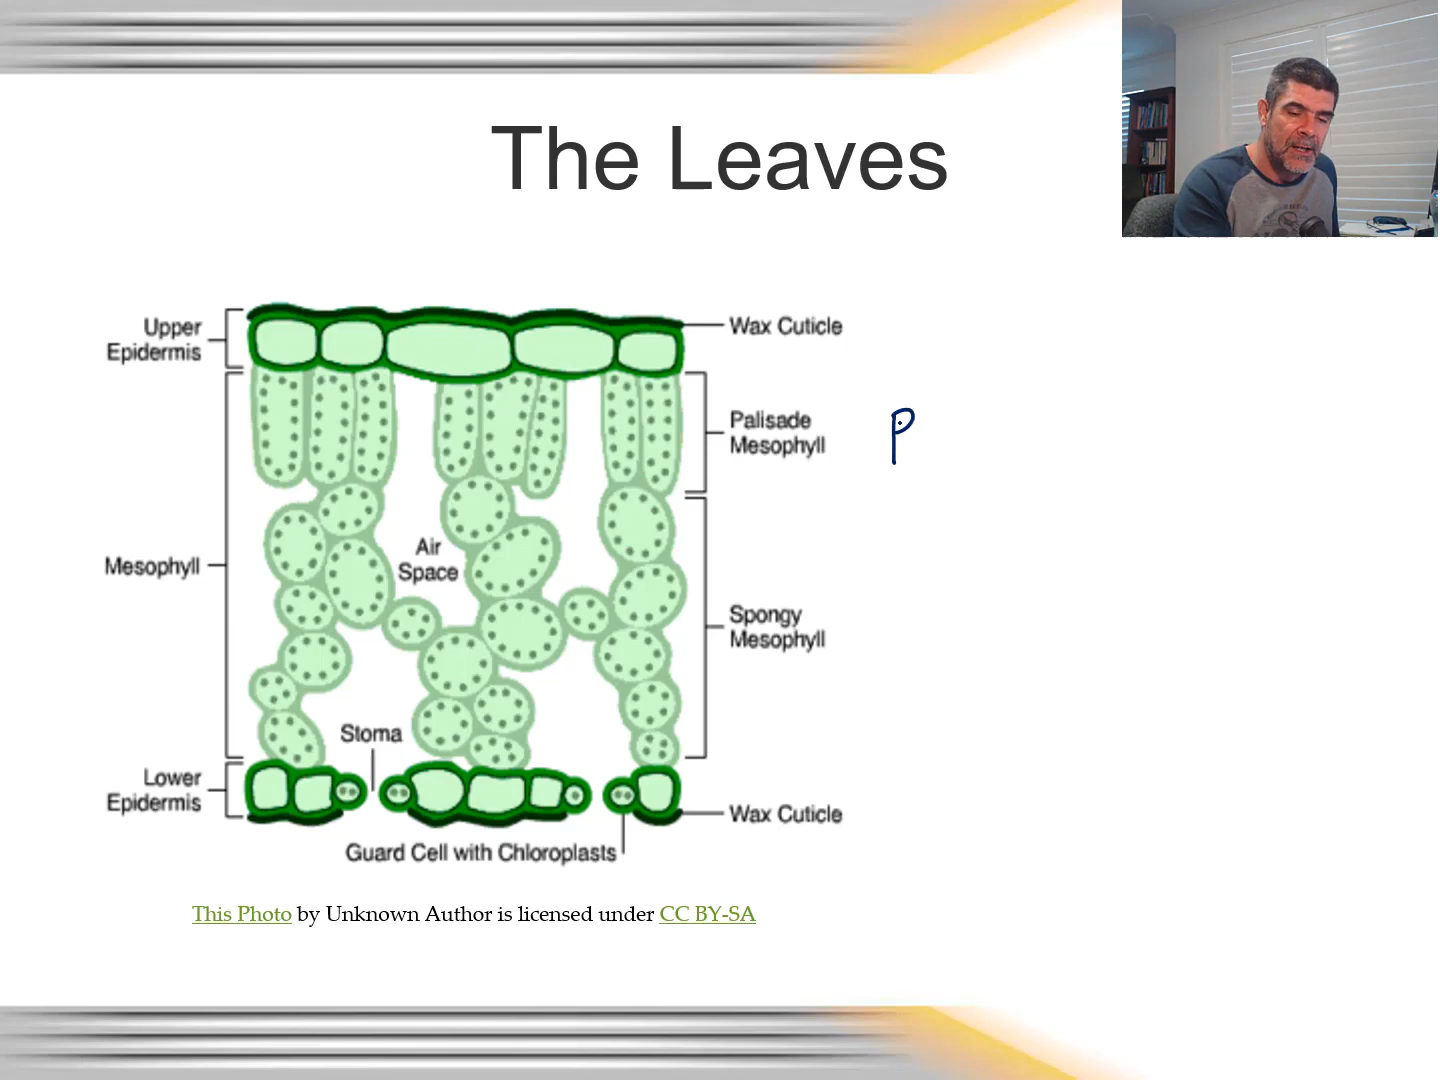 The Leaves
Upper
Epidermis
Wax Cuticle
Palisade
Mesophyll
P
Mesophyll
Air
Space
Spongy
Mesophyll
Stoma
Lower
Epidermis
Wax Cuticle
Guard Cell with Chloroplasts
This Photo by Unknown Author is licensed under CC BY-SA